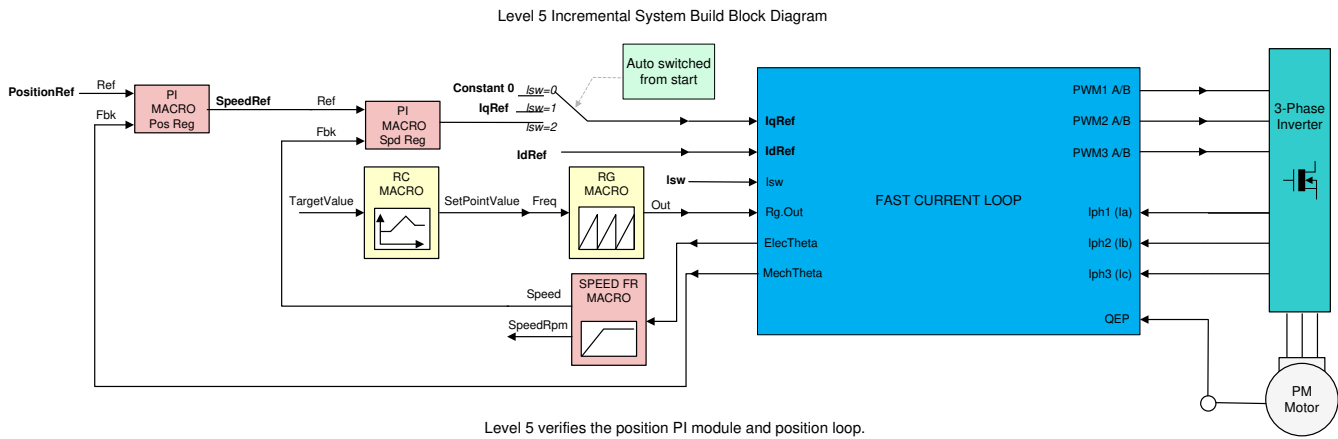 Level 5 Incremental System Build Block Diagram
PositionRef
Ref
Fbk
PI
MACRO
Pos Reg
SpeedRef
Ref
Fbk
PI
MACRO
Spd Reg
Constant 0
Isw=0
IqRef
Isw=1
Isw=2
Auto switched
from start
IdRef
Isw
TargetValue
RC
MACRO
SetPointValue
Freq
RG
MACRO
Out
Speed
SpeedRpm
SPEED FR
MACRO
IqRef
IdRef
Isw
Rg.Out
ElecTheta
MechTheta
FAST CURRENT LOOP
PWM1 A/B
PWM2 A/B
PWM3 A/B
Iph1 (Ia)
Iph2 (Ib)
Iph3 (Ic)
QEP
3-Phase
Inverter
PM
Motor
Level 5 verifies the position PI module and position loop.